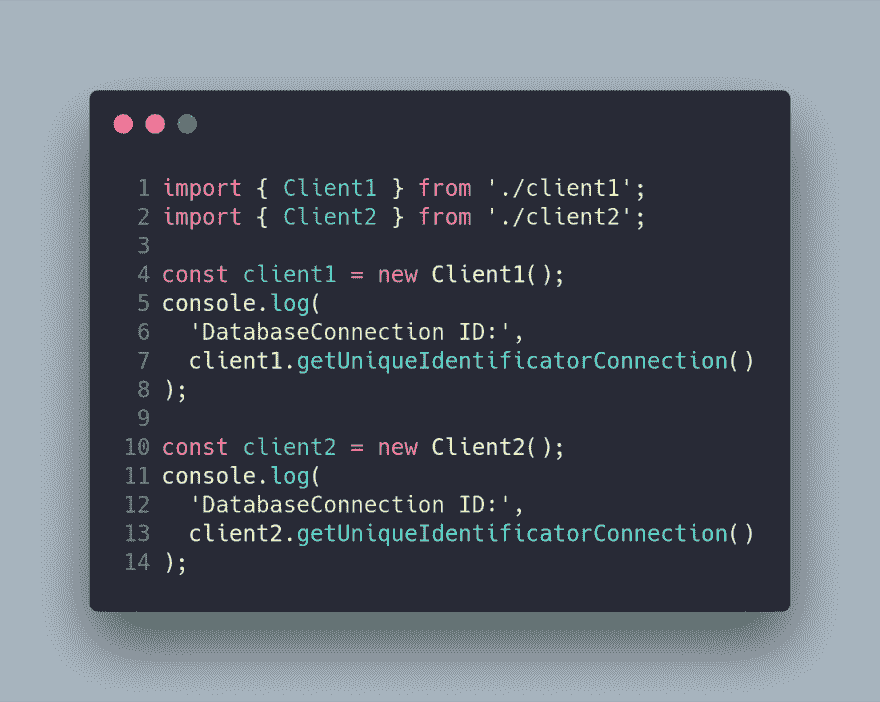 1 import { Client1 } from './client1';
2 import { Client2 } from './client2';
3
4 const client1 = new Client1();
5 console.log(
6   'DatabaseConnection ID:',
7   client1.getUniqueIdentificatorConnection()
8 );
9
10 const client2 = new Client2();
11 console.log(
12   'DatabaseConnection ID:',
13   client2.getUniqueIdentificatorConnection()
14 );